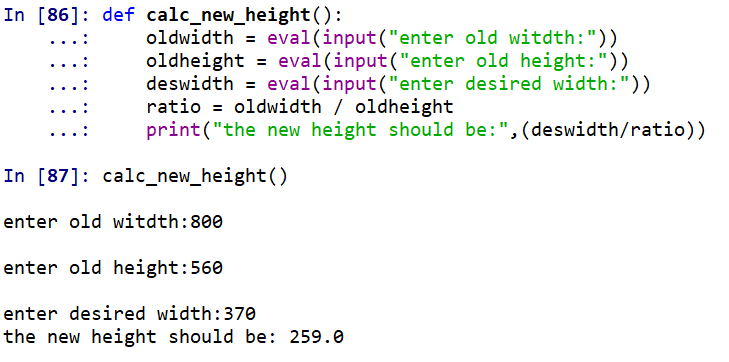 In [86]: def calc_new_height():
    ...:     oldwidth = eval(input("enter old witdth:"))
    ...:     oldheight = eval(input("enter old height:"))
    ...:     deswidth = eval(input("enter desired width:"))
    ...:     ratio = oldwidth / oldheight
    ...:     print("the new height should be:",(deswidth/ratio))
In [87]: calc_new_height()
enter old witdth:800
enter old height:560
enter desired width:370
the new height should be: 259.0